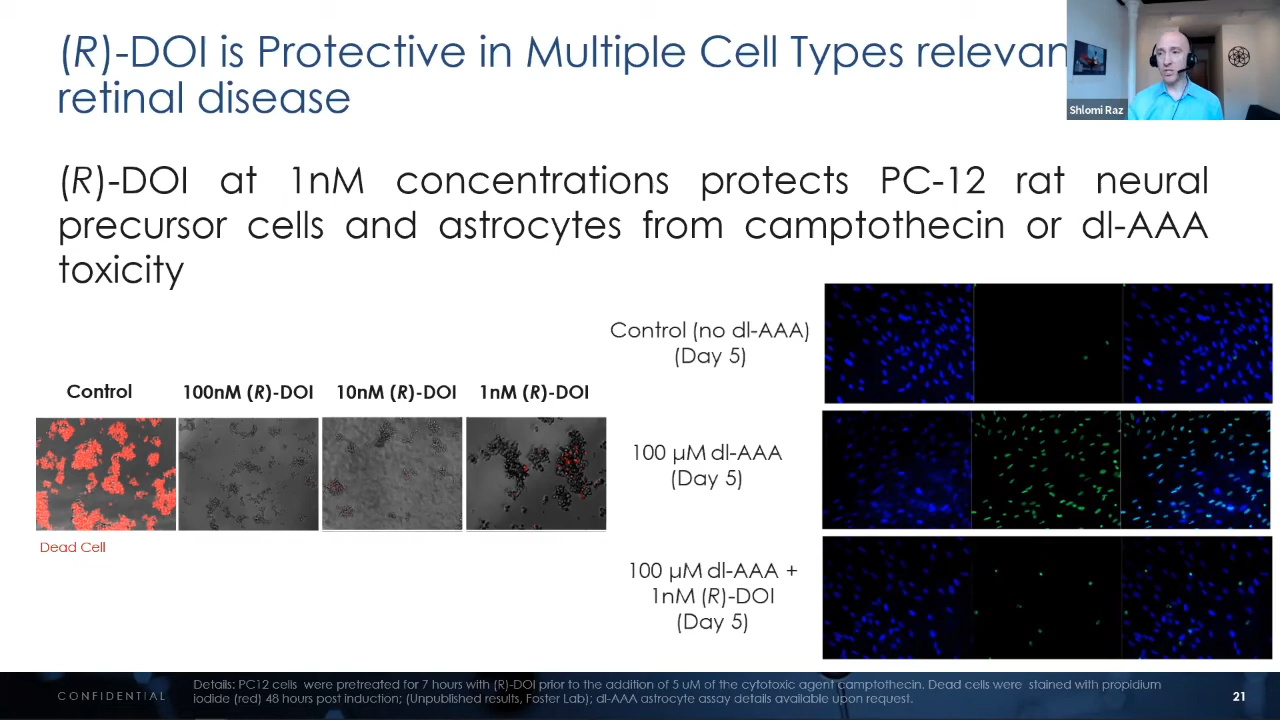 (R)-DOI is Protective in Multiple Cell Types relevan
retinal disease
Shlomi Raz
(R)-DOI at 1nM concentrations protects PC-12 rat neural
precursor cells and astrocytes from camptothecin or dl-AAA
toxicity
Control (no dl-AAA)
(Day 5)
Control 100nM (R)-DOI 10nM (R)-DOI 1nM (R)-DOI
100 µM dl-AAA
(Day 5)
Dead Cell
100 µM dl-AAA +
1nM (R)-DOI
(Day 5)
CONFIDENTIAL
Details: PC12 cells were pretreated for 7 hours with (R)-DOI prior to the addition of 5 uM of the cytotoxic agent camptothecin. Dead cells were stained with propidium
iodide (red) 48 hours post induction; (Unpublished results, Foster Lab); dl-AAA astrocyte assay details available upon request.
21